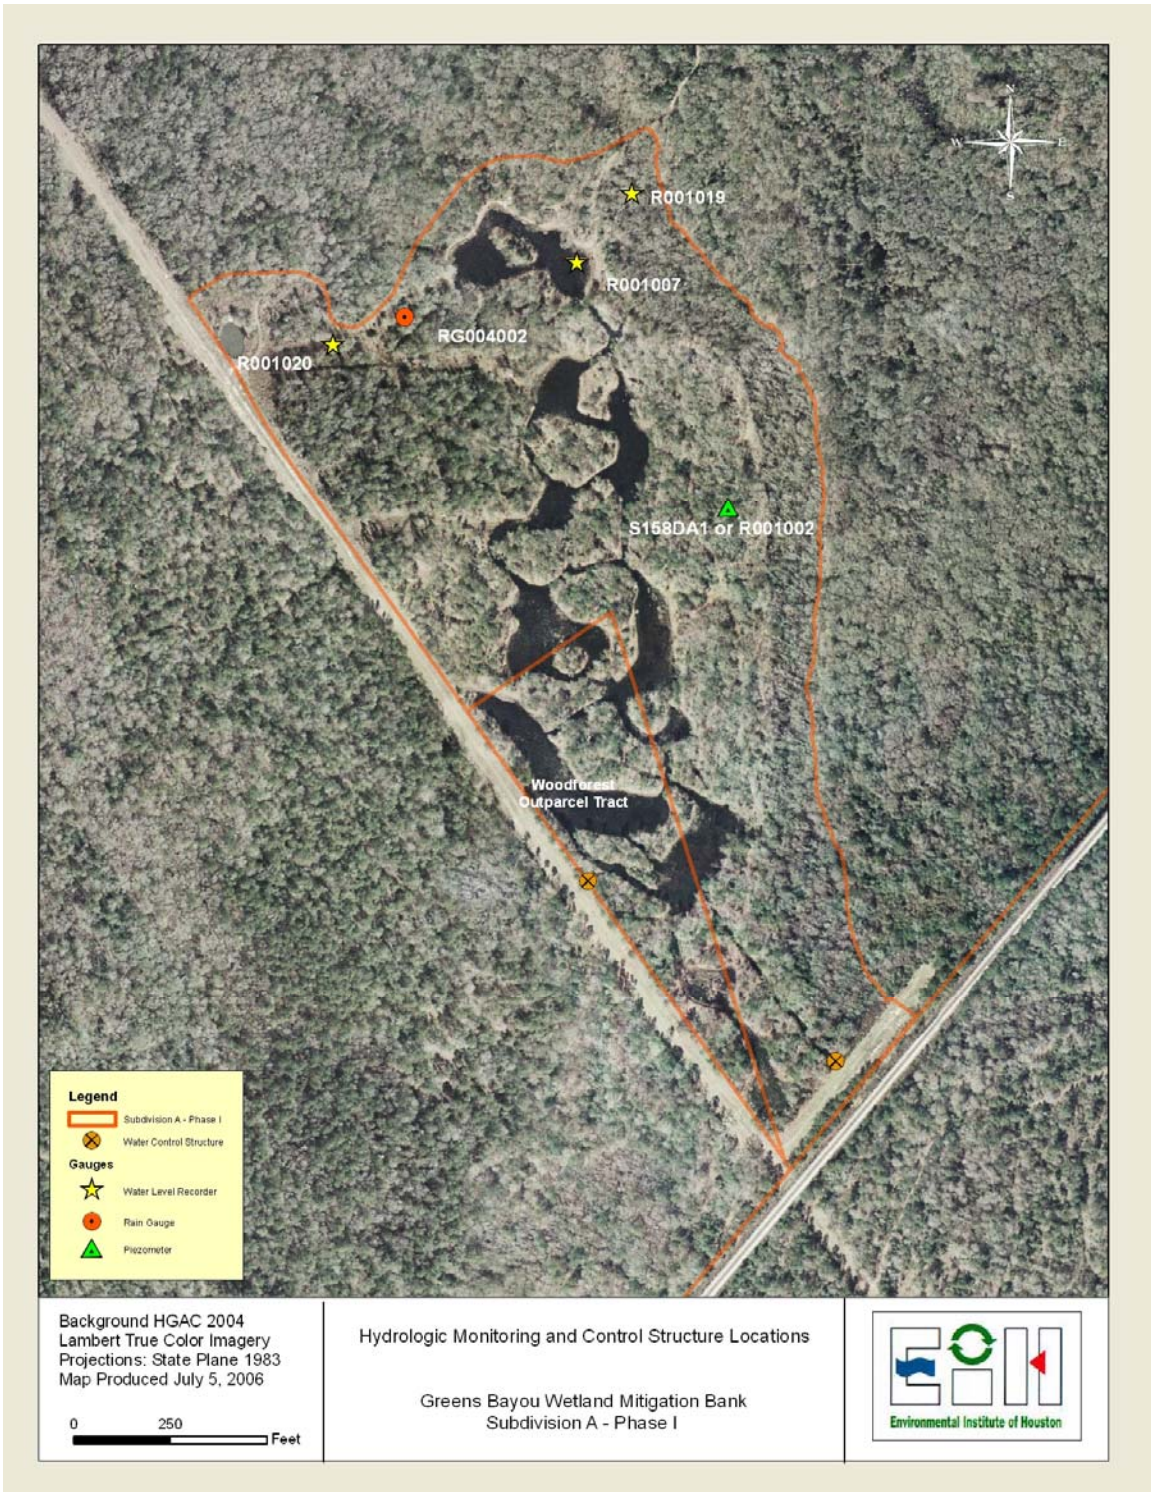 N
W
E
S
R001019
R001007
RG004002
R001020
S158DA1 or R001002
Woodforest
Outparcel Tract
Legend
Subdivision A - Phase I
Water Control Structure
Gauges
Water Level Recorder
Rain Gauge
Piezometer
Background HGAC 2004
Lambert True Color Imagery
Projections: State Plane 1983
Map Produced July 5, 2006
0 250
Feet
Hydrologic Monitoring and Control Structure Locations
Greens Bayou Wetland Mitigation Bank
Subdivision A - Phase I
EIH
Environmental Institute of Houston